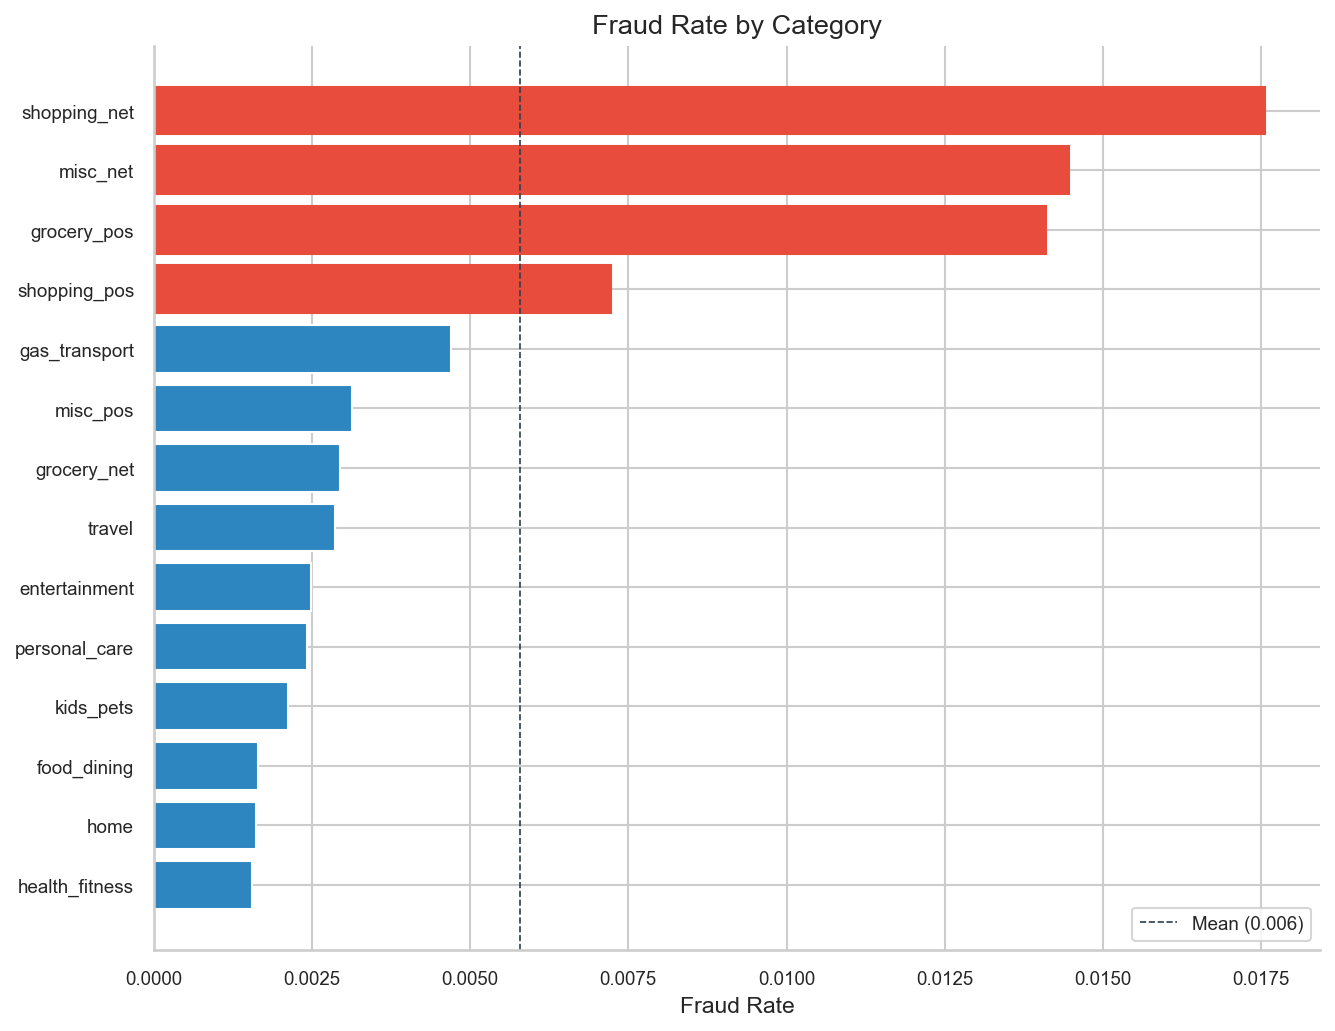 Fraud Rate by Category
shopping_net
misc_net
grocery_pos
shopping_pos
gas_transport
misc_pos
grocery_net
travel
entertainment
personal_care
kids_pets
food_dining
home
health_fitness
Mean (0.006)
0.0000 0.0025 0.0050 0.0075 0.0100 0.0125 0.0150 0.0175
Fraud Rate